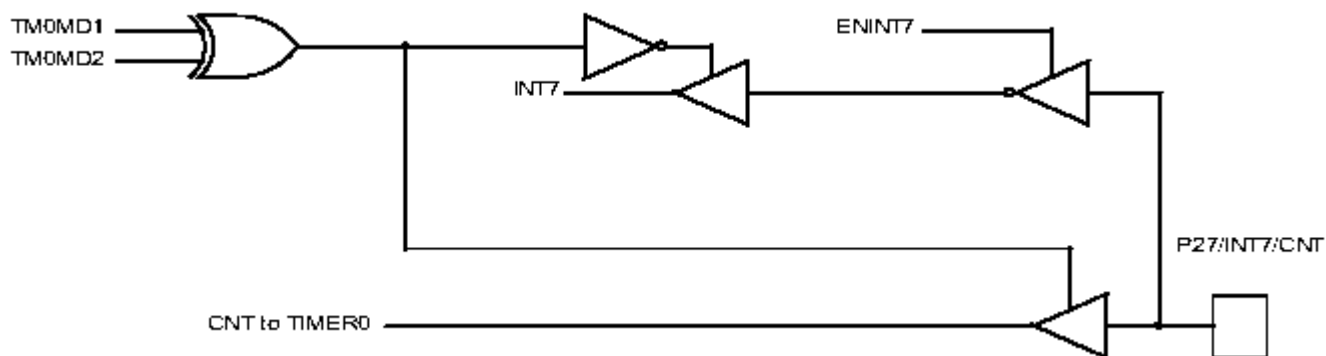 TM0MD1
TM0MD2
ENINT7
INT7
P27/INT7/CNT
CNT to TIMER0